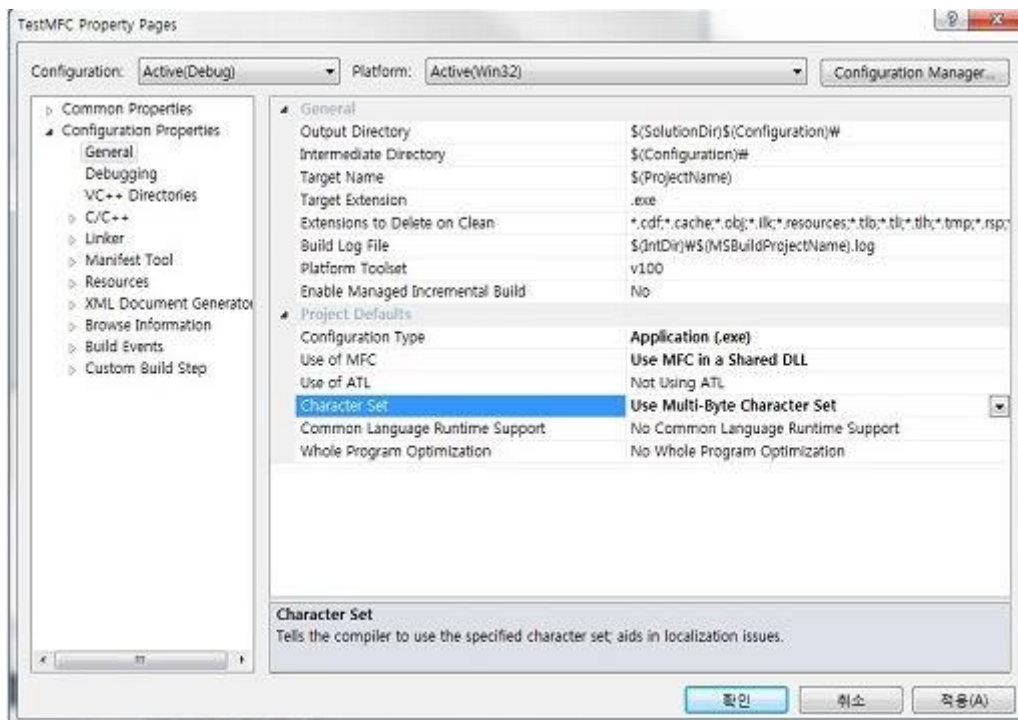 TestMFC Property Pages
Configuration: Active(Debug) Platform: Active(Win32) Configuration Manager...
Common Properties
Configuration Properties
General
Debugging
VC++ Directories
C/C++
Linker
Manifest Tool
Resources
XML Document Generator
Browse Information
Build Events
Custom Build Step
General
Output Directory $(SolutionDir)$(Configuration)₩
Intermediate Directory $(Configuration)₩
Target Name $(ProjectName)
Target Extension .exe
Extensions to Delete on Clean *.cdf;*.cache;*.obj;*.ilk;*.resources;*.tlb;*.tli;*.tlh;*.tmp;*.rsp;*
Build Log File $(IntDir)₩$(MSBuildProjectName).log
Platform Toolset v100
Enable Managed Incremental Build No
Project Defaults
Configuration Type Application (.exe)
Use of MFC Use MFC in a Shared DLL
Use of ATL Not Using ATL
Character Set Use Multi-Byte Character Set
Common Language Runtime Support No Common Language Runtime Support
Whole Program Optimization No Whole Program Optimization
Character Set
Tells the compiler to use the specified character set; aids in localization issues.
확인 취소 적용(A)